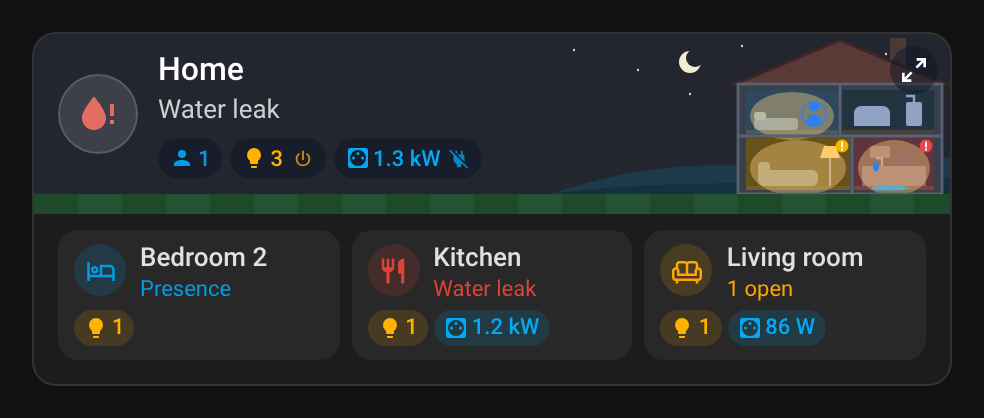 Home
Water leak
1 3 1.3 kW
Bedroom 2
Presence
1
Kitchen
Water leak
1 1.2 kW
Living room
1 open
1 86 W